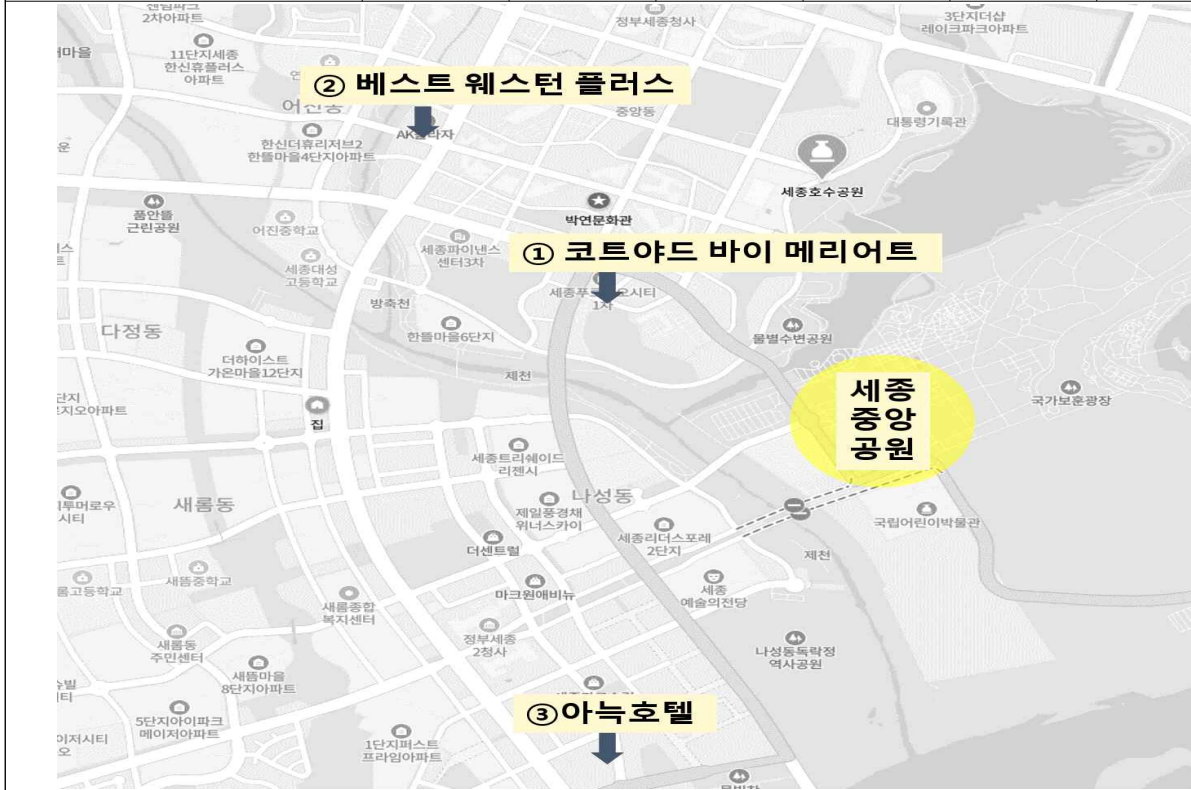 2차아파트
정부세종청사
3단지더샵
레이크파크아파트
11단지세종
한신휴플러스
아파트
② 베스트 웨스턴 플러스
어진동
중앙동
대통령기록관
한신더휴리저브2
한뜰마을4단지아파트
세종호수공원
품안뜰
근린공원
박연문화관
어진중학교
세종파이낸스
센터3차
① 코트야드 바이 메리어트
세종대성
고등학교
방축천
1차
다정동
한뜰마을6단지
물별수변공원
더하이스트
가온마을12단지
제천
세종
중앙
공원
국가보훈광장
집
세종트리쉐이드
리젠시
새롬동
나성동
제일풍경채
위너스카이
국립어린이박물관
더센트럴
세종리더스포레
2단지
제천
새뜸중학교
마크원애비뉴
세종
예술의전당
새롬종합
복지센터
정부세종
2청사
새롬동
주민센터
나성동독락정
역사공원
새뜸마을
8단지아파트
③아늑호텔
5단지아이파크
메이저아파트
1단지퍼스트
프라임아파트